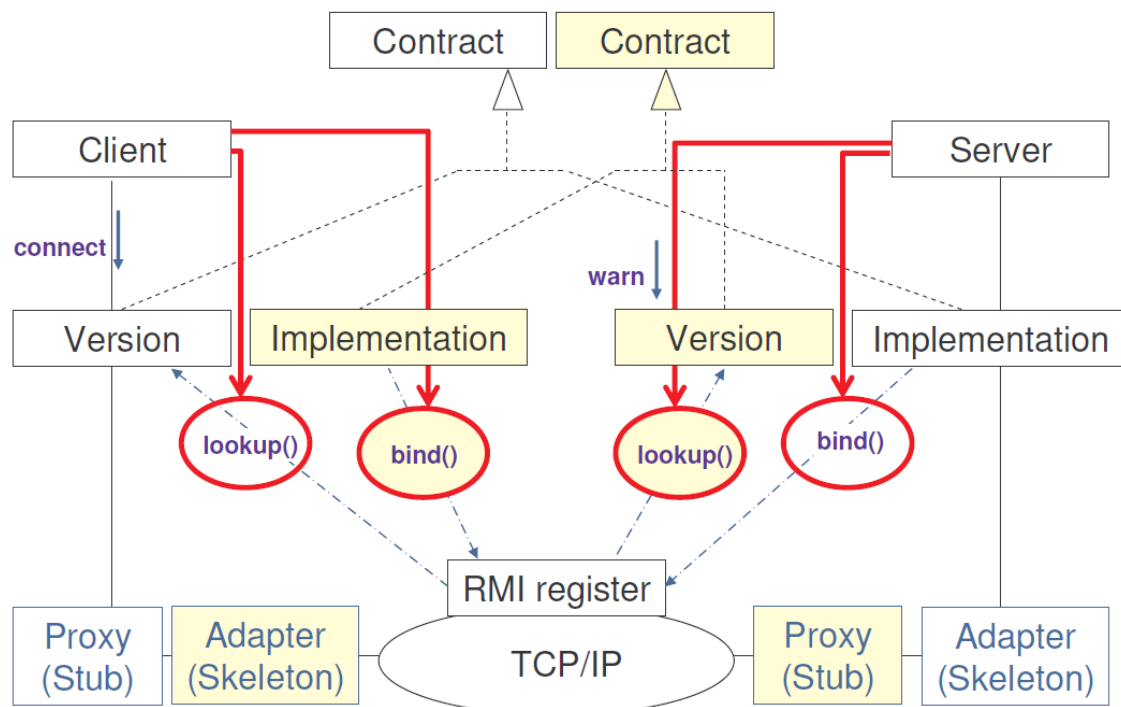 Contract
Contract
Client
Server
connect
warn
Version
Implementation
Version
Implementation
lookup()
bind()
lookup()
bind()
RMI register
Proxy
(Stub)
Adapter
(Skeleton)
TCP/IP
Proxy
(Stub)
Adapter
(Skeleton)